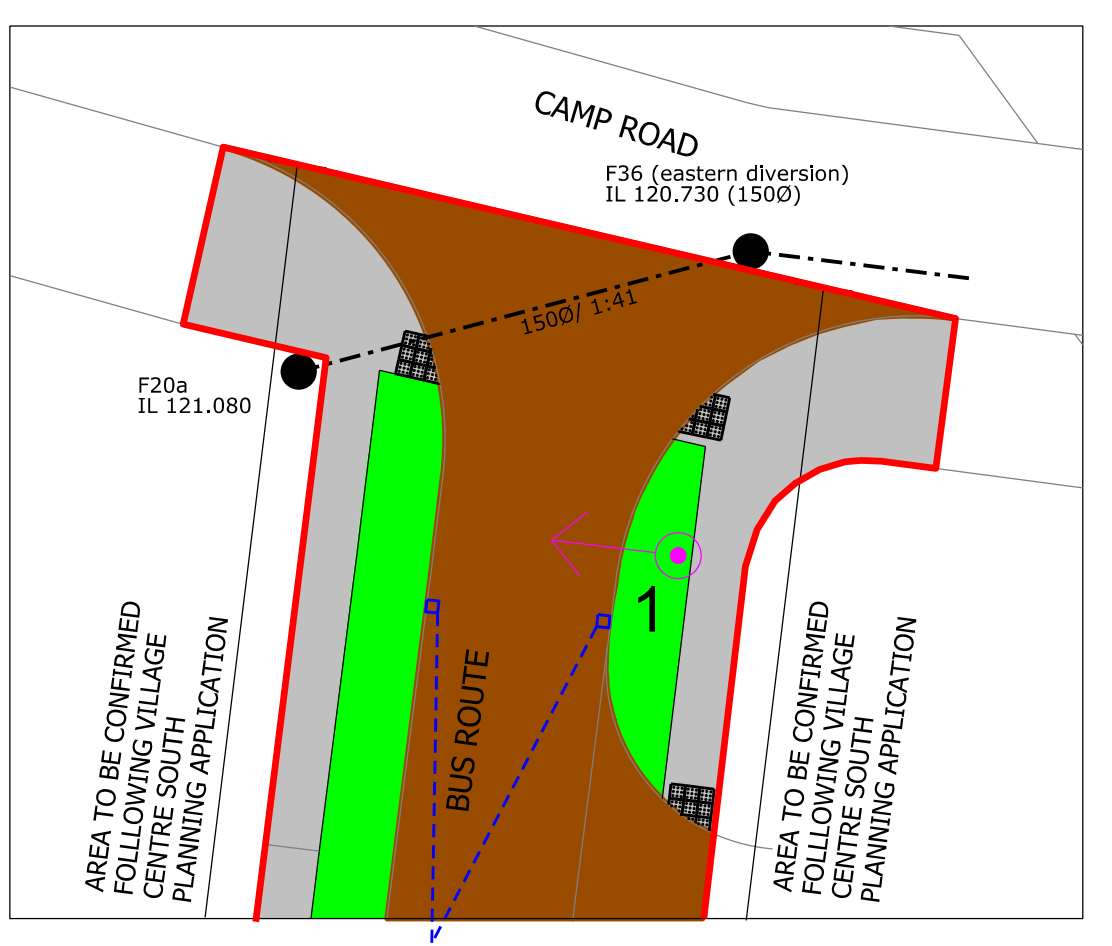 CAMP ROAD
F36 (eastern diversion)
IL 120.730 (150Ø)
150Ø/ 1:41
F20a
IL 121.080
1
BUS ROUTE
AREA TO BE CONFIRMED
FOLLLOWING VILLAGE
CENTRE SOUTH
PLANNING APPLICATION
AREA TO BE CONFIRMED
FOLLLOWING VILLAGE
CENTRE SOUTH
PLANNING APPLICATION